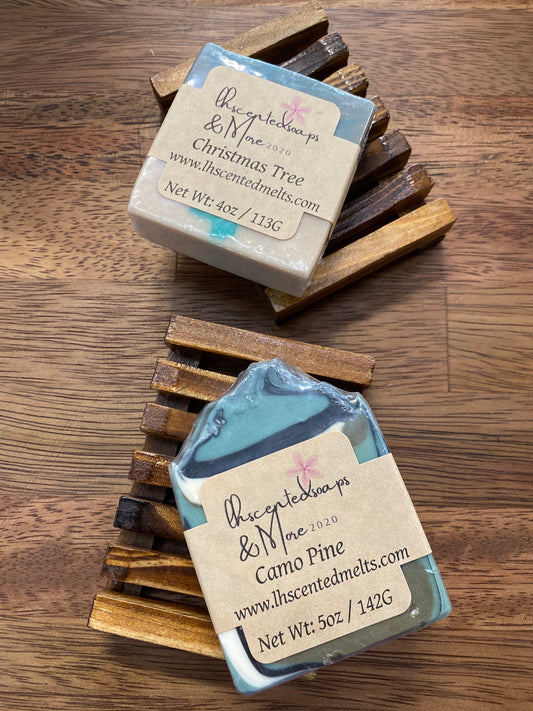 lhscentedsoaps
& More 2020
Christmas Tree
www.lhscentedmelts.com
Net Wt: 4oz / 113G
lhscentedsoaps
& More 2020
Camo Pine
www.lhscentedmelts.com
Net Wt: 5oz / 142G